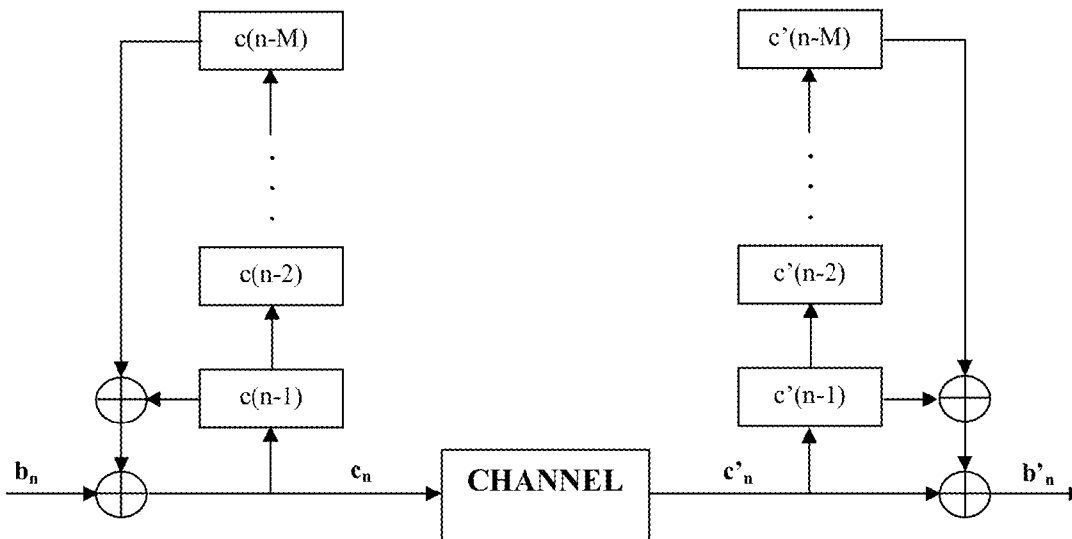 c(n-M)
c'(n-M)
c(n-2)
c'(n-2)
c(n-1)
c'(n-1)
bₙ
cₙ
CHANNEL
c'ₙ
b'ₙ